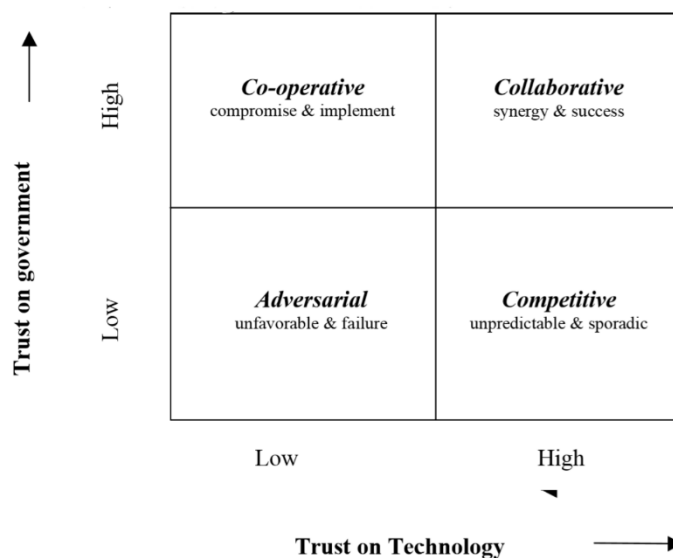 Co-operative
compromise & implement
Collaborative
synergy & success
High
Trust on government
Adversarial
unfavorable & failure
Competitive
unpredictable & sporadic
Low
Low
High
Trust on Technology